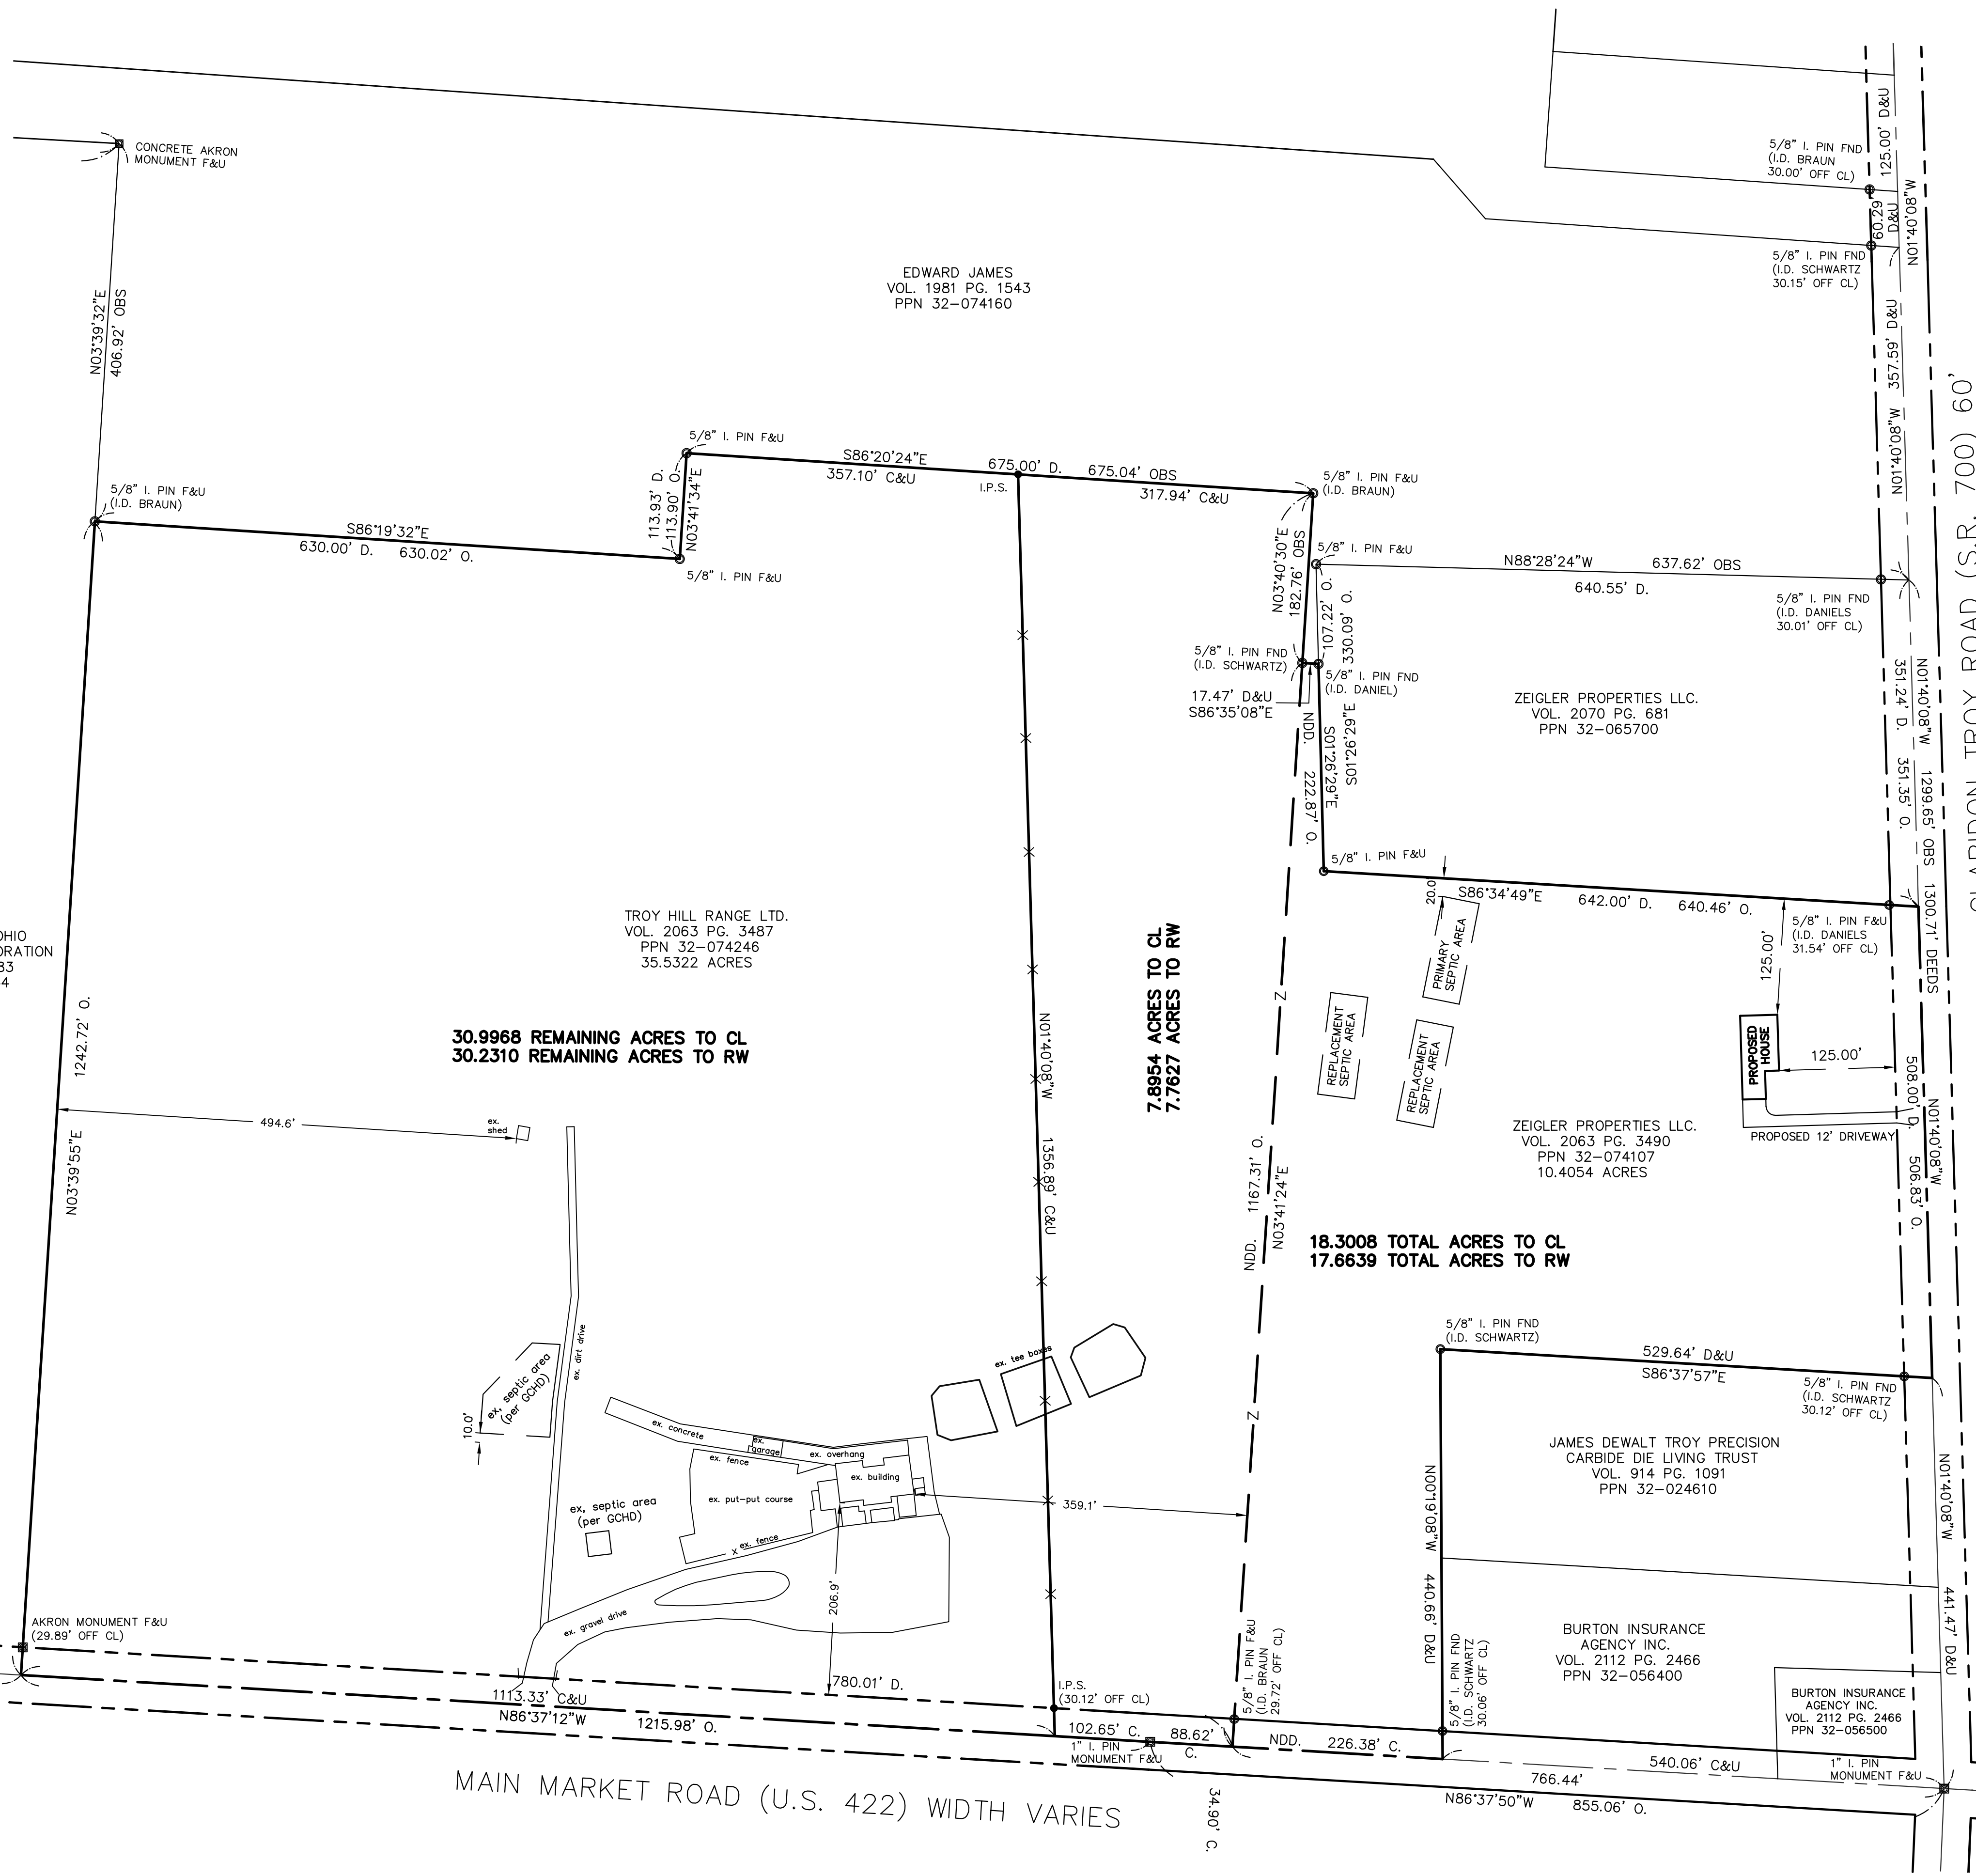 CONCRETE AKRON
MONUMENT F&U
N03°39'32"E
406.92' OBS
EDWARD JAMES
VOL. 1981 PG. 1543
PPN 32-074160
5/8" I. PIN FND
(I.D. BRAUN
30.00' OFF CL)
125.00' D&U
60.29'
D&U
N01°40'08"W
5/8" I. PIN FND
(I.D. SCHWARTZ
30.15' OFF CL)
N01°40'08"W 357.59' D&U
CLARIDON TROY ROAD (S.R. 700) 60'
5/8" I. PIN F&U
(I.D. BRAUN)
S86°19'32"E
630.00' D. 630.02' O.
113.93' D.
113.90' O.
N03°41'34"E
5/8" I. PIN F&U
5/8" I. PIN F&U
S86°20'24"E
357.10' C&U
675.00' D. 675.04' OBS
I.P.S.
317.94' C&U
5/8" I. PIN F&U
(I.D. BRAUN)
N03°40'30"E
182.76' OBS
5/8" I. PIN F&U
N88°28'24"W 637.62' OBS
640.55' D.
5/8" I. PIN FND
(I.D. DANIELS
30.01' OFF CL)
107.22' O.
S01°26'29"E 330.09' O.
5/8" I. PIN FND
(I.D. SCHWARTZ)
5/8" I. PIN FND
(I.D. DANIEL)
17.47' D&U
S86°35'08"E
NDD. 222.87' O.
S01°26'29"E
ZEIGLER PROPERTIES LLC.
VOL. 2070 PG. 681
PPN 32-065700
351.24' D. 351.35' O.
N01°40'08"W 1299.65' OBS 1300.71' DEEDS
5/8" I. PIN F&U
S86°34'49"E 642.00' D. 640.46' O.
20.0'
5/8" I. PIN F&U
(I.D. DANIELS
31.54' OFF CL)
OHIO
ORATION
83
4
TROY HILL RANGE LTD.
VOL. 2063 PG. 3487
PPN 32-074246
35.5322 ACRES
30.9968 REMAINING ACRES TO CL
30.2310 REMAINING ACRES TO RW
N03°39'55"E 1242.72' O.
494.6'
ex.
shed
N01°40'08"W 1356.89' C&U
7.8954 ACRES TO CL
7.7627 ACRES TO RW
PRIMARY
SEPTIC AREA
REPLACEMENT
SEPTIC AREA
REPLACEMENT
SEPTIC AREA
125.00'
PROPOSED
HOUSE
125.00'
PROPOSED 12' DRIVEWAY
508.00' D. 506.83' O.
N01°40'08"W
ZEIGLER PROPERTIES LLC.
VOL. 2063 PG. 3490
PPN 32-074107
10.4054 ACRES
Z
NDD. 1167.31' O.
N03°41'24"E
Z
18.3008 TOTAL ACRES TO CL
17.6639 TOTAL ACRES TO RW
ex. dirt drive
ex, septic area
(per GCHD)
10.0'
ex. concrete
ex.
garage
ex. overhang
ex. fence
ex. building
ex. put-put course
ex, septic area
(per GCHD)
X
ex. fence
ex. gravel drive
206.9'
359.1'
ex. tee boxes
5/8" I. PIN FND
(I.D. SCHWARTZ)
529.64' D&U
S86°37'57"E
5/8" I. PIN FND
(I.D. SCHWARTZ
30.12' OFF CL)
JAMES DEWALT TROY PRECISION
CARBIDE DIE LIVING TRUST
VOL. 914 PG. 1091
PPN 32-024610
N00°19'08"W 440.66' D&U
N01°40'08"W 441.47' D&U
BURTON INSURANCE
AGENCY INC.
VOL. 2112 PG. 2466
PPN 32-056400
BURTON INSURANCE
AGENCY INC.
VOL. 2112 PG. 2466
PPN 32-056500
AKRON MONUMENT F&U
(29.89' OFF CL)
780.01' D.
1113.33' C&U
N86°37'12"W 1215.98' O.
I.P.S.
(30.12' OFF CL)
102.65' C.
1" I. PIN
MONUMENT F&U
88.62'
C.
34.90' C.
5/8" I. PIN F&U
(I.D. BRAUN
29.72' OFF CL)
NDD. 226.38' C.
5/8" I. PIN FND
(I.D. SCHWARTZ
30.06' OFF CL)
540.06' C&U
766.44'
N86°37'50"W 855.06' O.
1" I. PIN
MONUMENT F&U
MAIN MARKET ROAD (U.S. 422) WIDTH VARIES